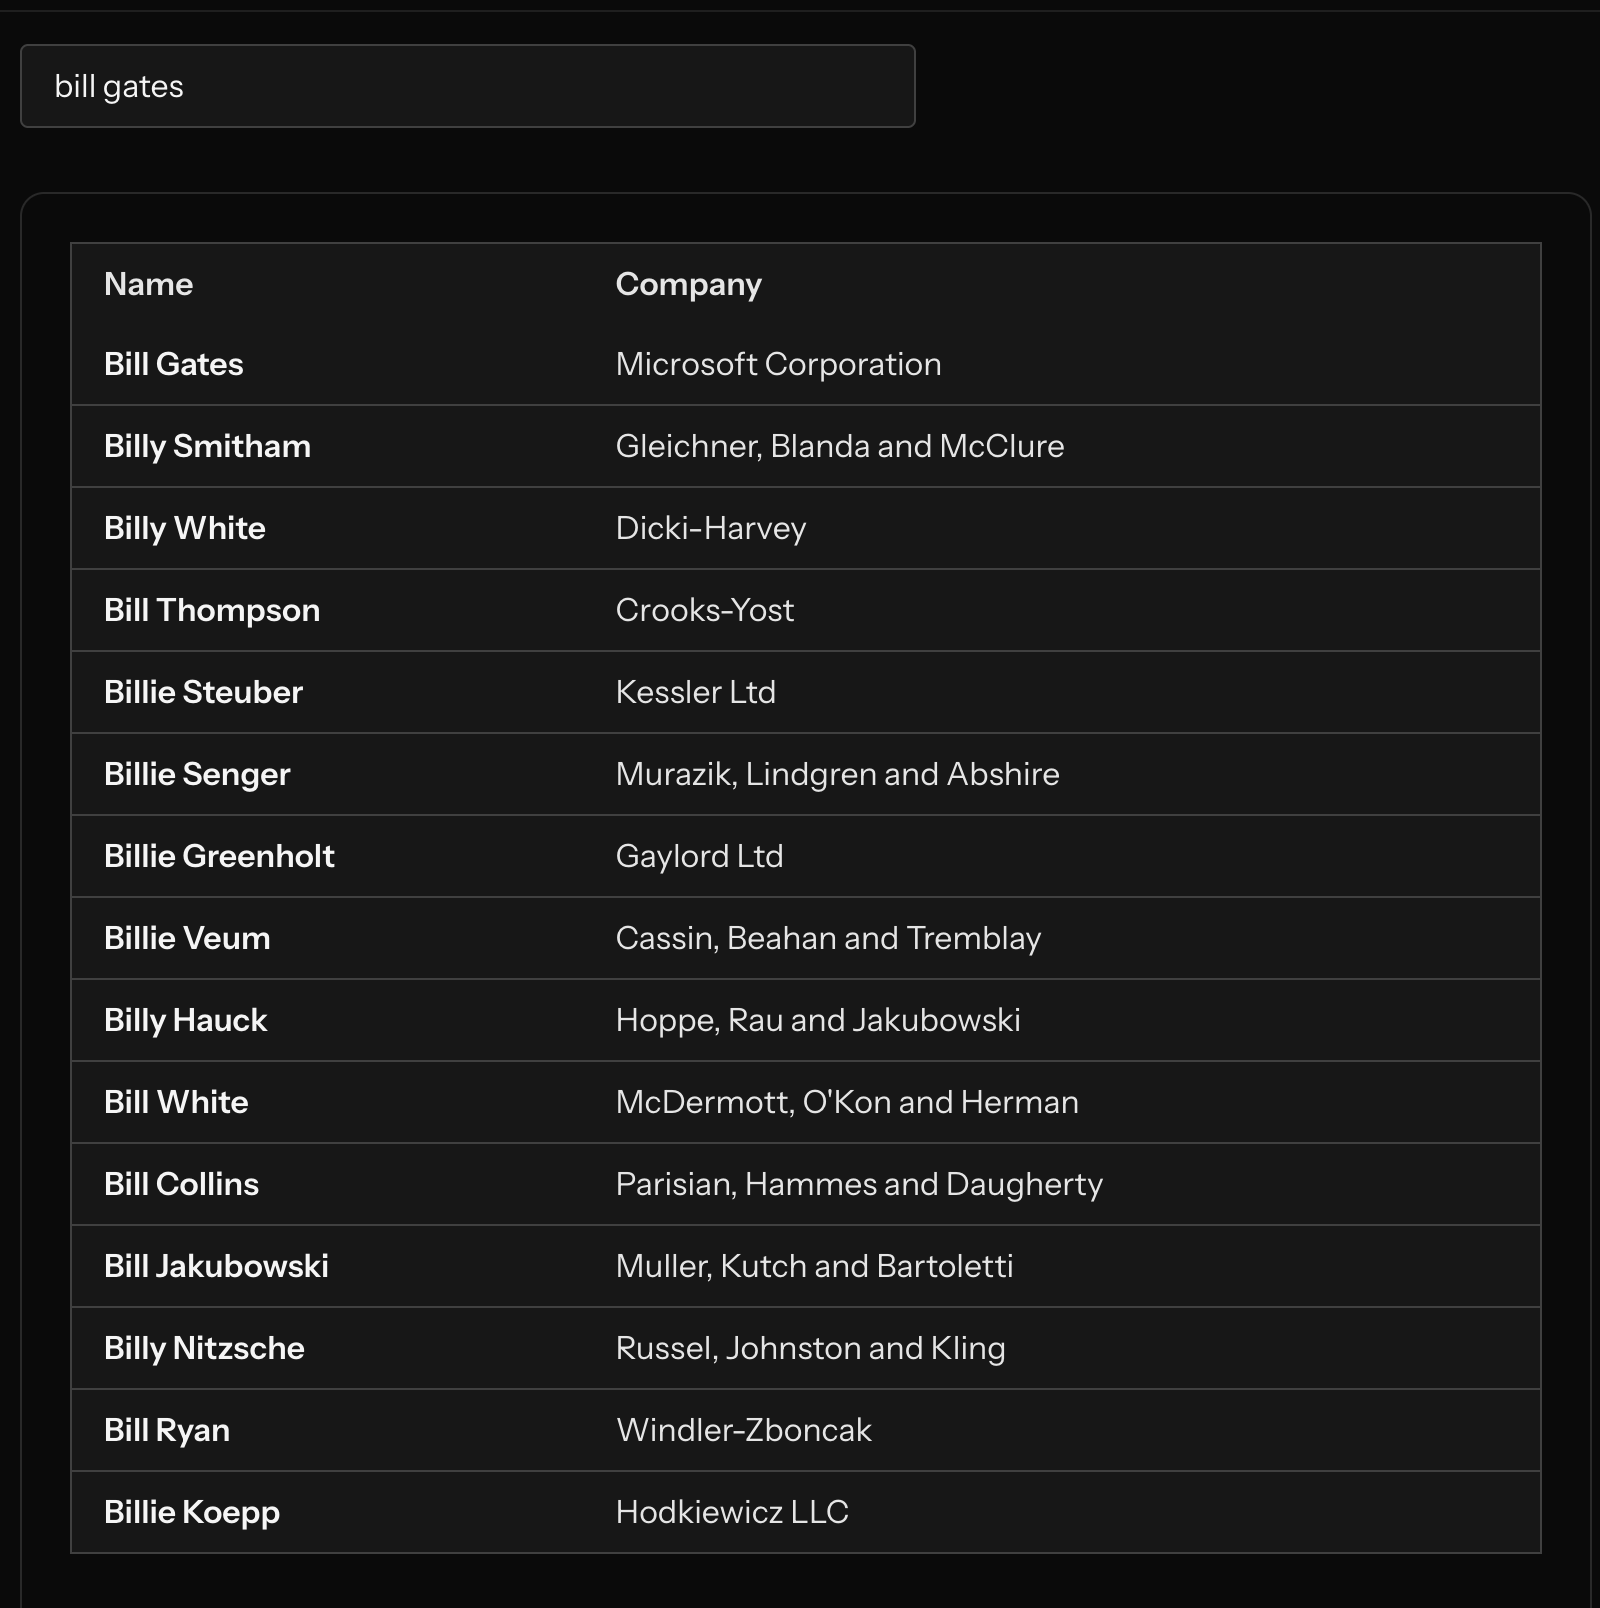 bill gates
Name Company
Bill Gates Microsoft Corporation
Billy Smitham Gleichner, Blanda and McClure
Billy White Dicki-Harvey
Bill Thompson Crooks-Yost
Billie Steuber Kessler Ltd
Billie Senger Murazik, Lindgren and Abshire
Billie Greenholt Gaylord Ltd
Billie Veum Cassin, Beahan and Tremblay
Billy Hauck Hoppe, Rau and Jakubowski
Bill White McDermott, O'Kon and Herman
Bill Collins Parisian, Hammes and Daugherty
Bill Jakubowski Muller, Kutch and Bartoletti
Billy Nitzsche Russel, Johnston and Kling
Bill Ryan Windler-Zboncak
Billie Koepp Hodkiewicz LLC